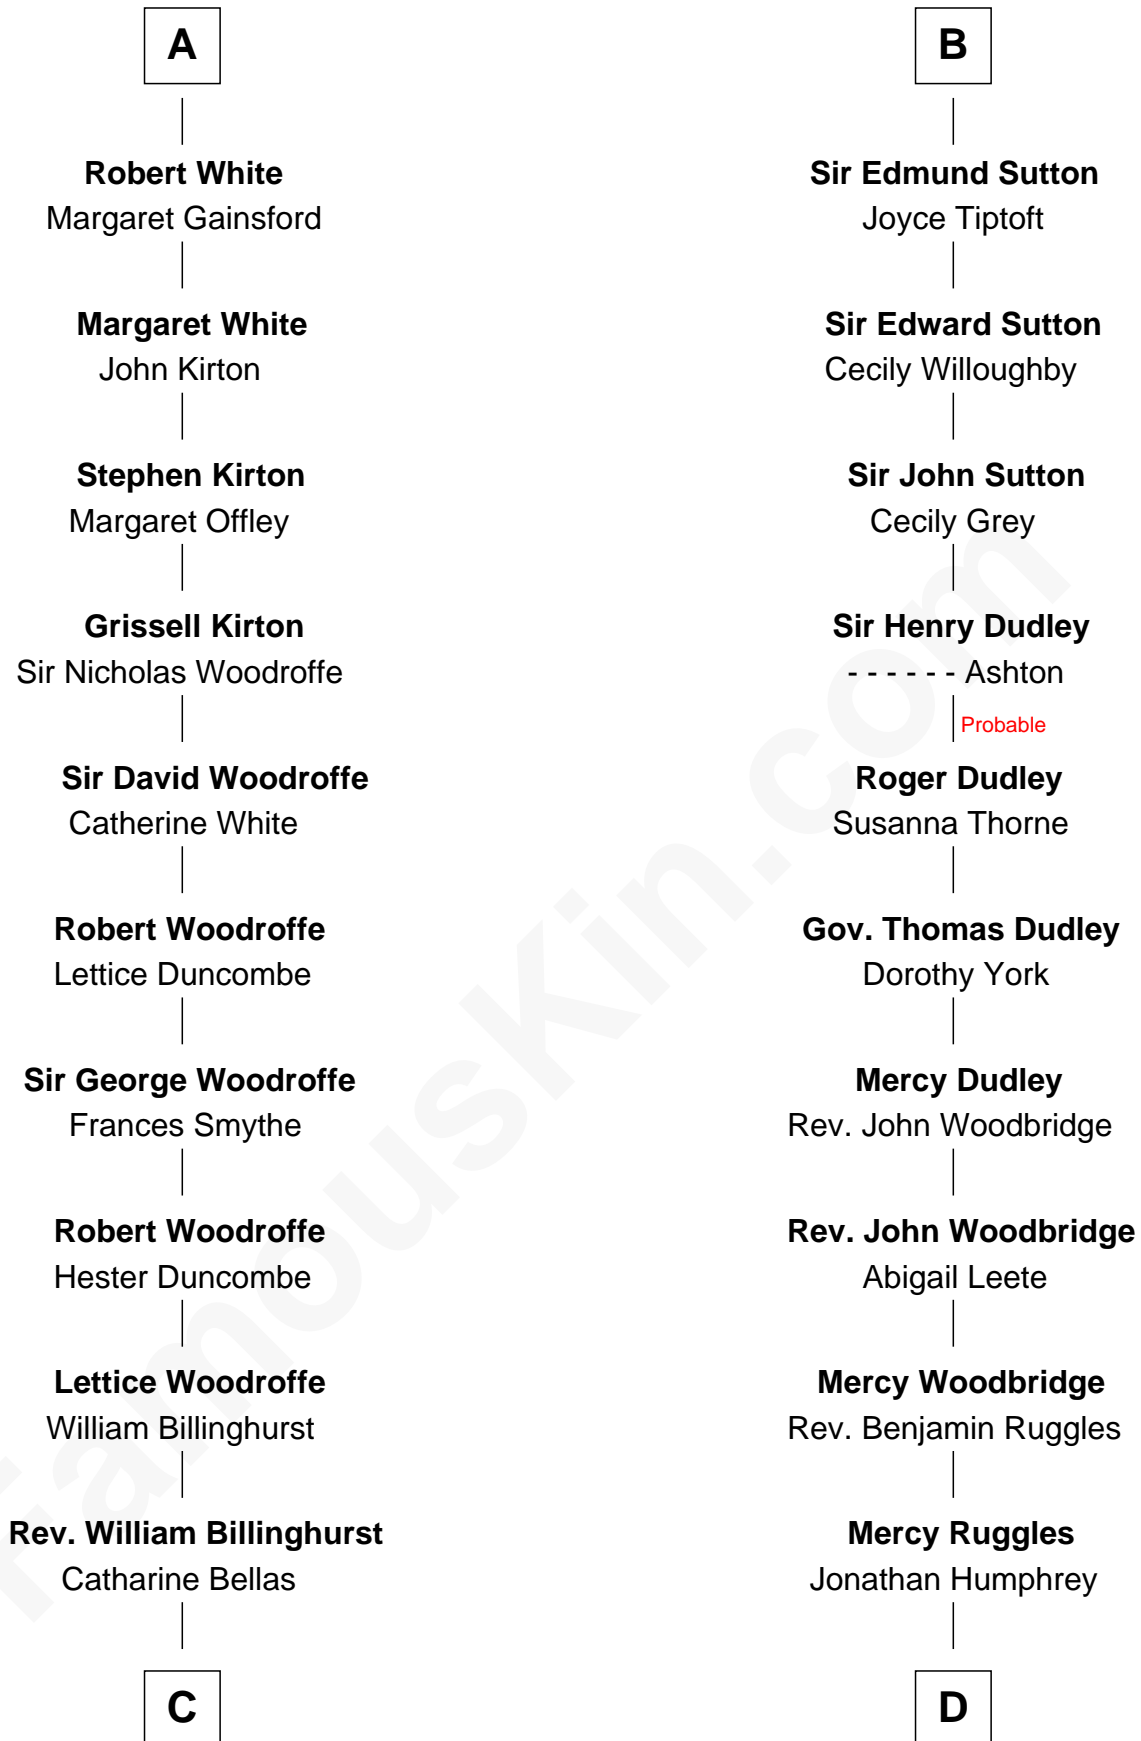 A
Robert White
Margaret Gainsford
Margaret White
John Kirton
Stephen Kirton
Margaret Offley
Grissell Kirton
Sir Nicholas Woodroffe
Sir David Woodroffe
Catherine White
Robert Woodroffe
Lettice Duncombe
Sir George Woodroffe
Frances Smythe
Robert Woodroffe
Hester Duncombe
Lettice Woodroffe
William Billinghurst
Rev. William Billinghurst
Catharine Bellas
C
B
Sir Edmund Sutton
Joyce Tiptoft
Sir Edward Sutton
Cecily Willoughby
Sir John Sutton
Cecily Grey
Sir Henry Dudley
- - - - - - Ashton
Probable
Roger Dudley
Susanna Thorne
Gov. Thomas Dudley
Dorothy York
Mercy Dudley
Rev. John Woodbridge
Rev. John Woodbridge
Abigail Leete
Mercy Woodbridge
Rev. Benjamin Ruggles
Mercy Ruggles
Jonathan Humphrey
D
FamousKin.com